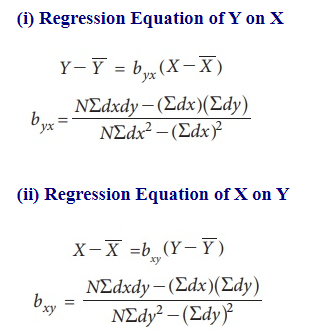 (i) Regression Equation of Y on X
Y − Y̅ = b_yx (X − X̅)
b_yx = NΣdxdy − (Σdx)(Σdy) / NΣdx² − (Σdx)²
(ii) Regression Equation of X on Y
X − X̅ = b_xy (Y − Y̅)
b_xy = NΣdxdy − (Σdx)(Σdy) / NΣdy² − (Σdy)²